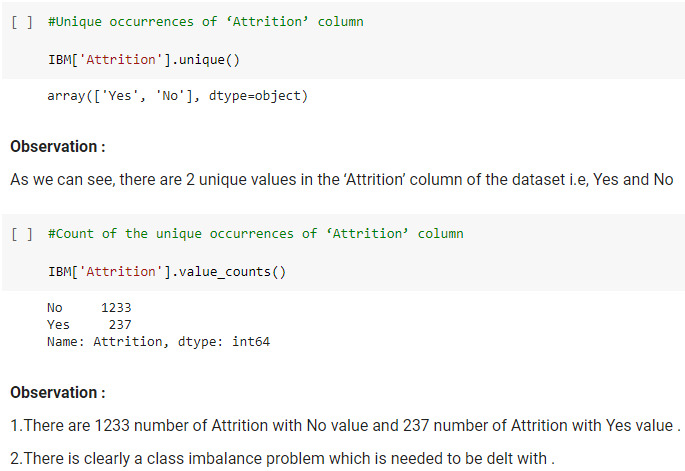 [ ] #Unique occurrences of ‘Attrition’ column
IBM['Attrition'].unique()
array(['Yes', 'No'], dtype=object)
Observation :
As we can see, there are 2 unique values in the ‘Attrition’ column of the dataset i.e, Yes and No
[ ] #Count of the unique occurrences of ‘Attrition’ column
IBM['Attrition'].value_counts()
No 1233
Yes 237
Name: Attrition, dtype: int64
Observation :
1.There are 1233 number of Attrition with No value and 237 number of Attrition with Yes value .
2.There is clearly a class imbalance problem which is needed to be delt with .